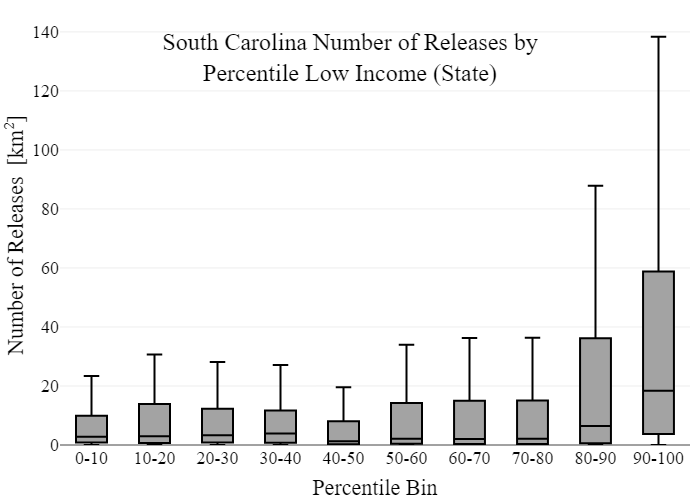 South Carolina Number of Releases by
Percentile Low Income (State)
Number of Releases [km²]
140
120
100
80
60
40
20
0
0-10 10-20 20-30 30-40 40-50 50-60 60-70 70-80 80-90 90-100
Percentile Bin